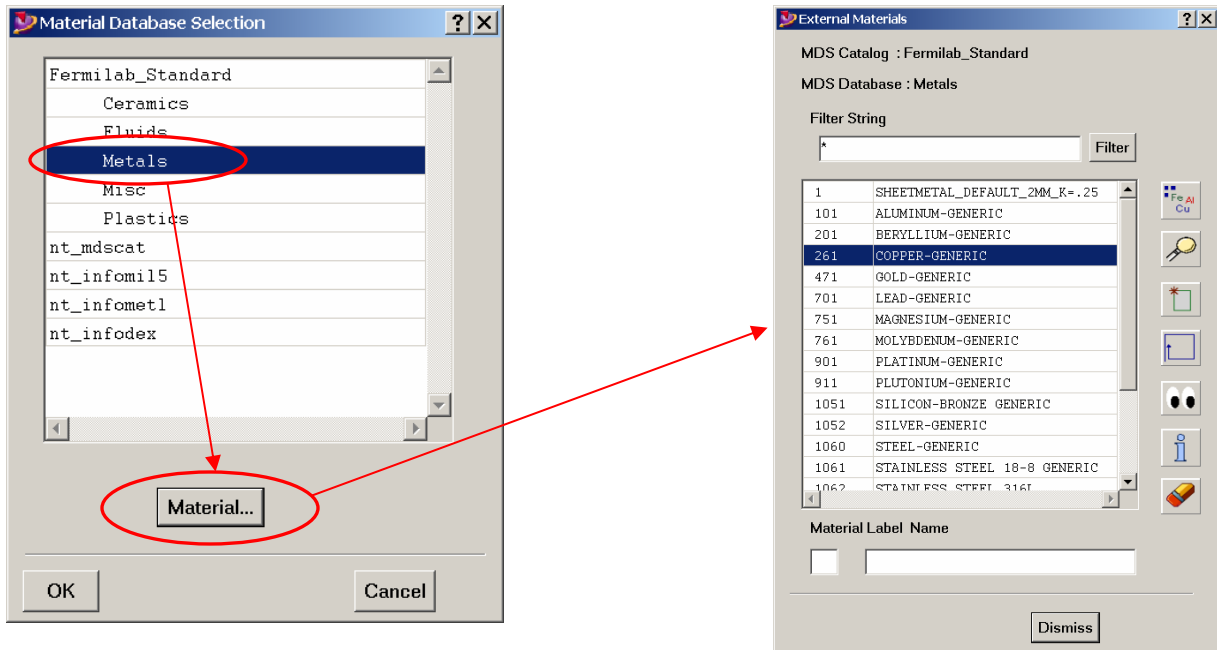 Material Database Selection
Fermilab_Standard
Ceramics
Fluids
Metals
Misc
Plastics
nt_mdscat
nt_infomil5
nt_infometl
nt_infodex
Material...
OK
Cancel
External Materials
MDS Catalog : Fermilab_Standard
MDS Database : Metals
Filter String
*
Filter
1 SHEETMETAL_DEFAULT_2MM_K=.25
101 ALUMINUM-GENERIC
201 BERYLLIUM-GENERIC
261 COPPER-GENERIC
471 GOLD-GENERIC
701 LEAD-GENERIC
751 MAGNESIUM-GENERIC
761 MOLYBDENUM-GENERIC
901 PLATINUM-GENERIC
911 PLUTONIUM-GENERIC
1051 SILICON-BRONZE GENERIC
1052 SILVER-GENERIC
1060 STEEL-GENERIC
1061 STAINLESS STEEL 18-8 GENERIC
1062 STAINLESS STEEL 316L
Fe Al
Cu
Material Label Name
Dismiss